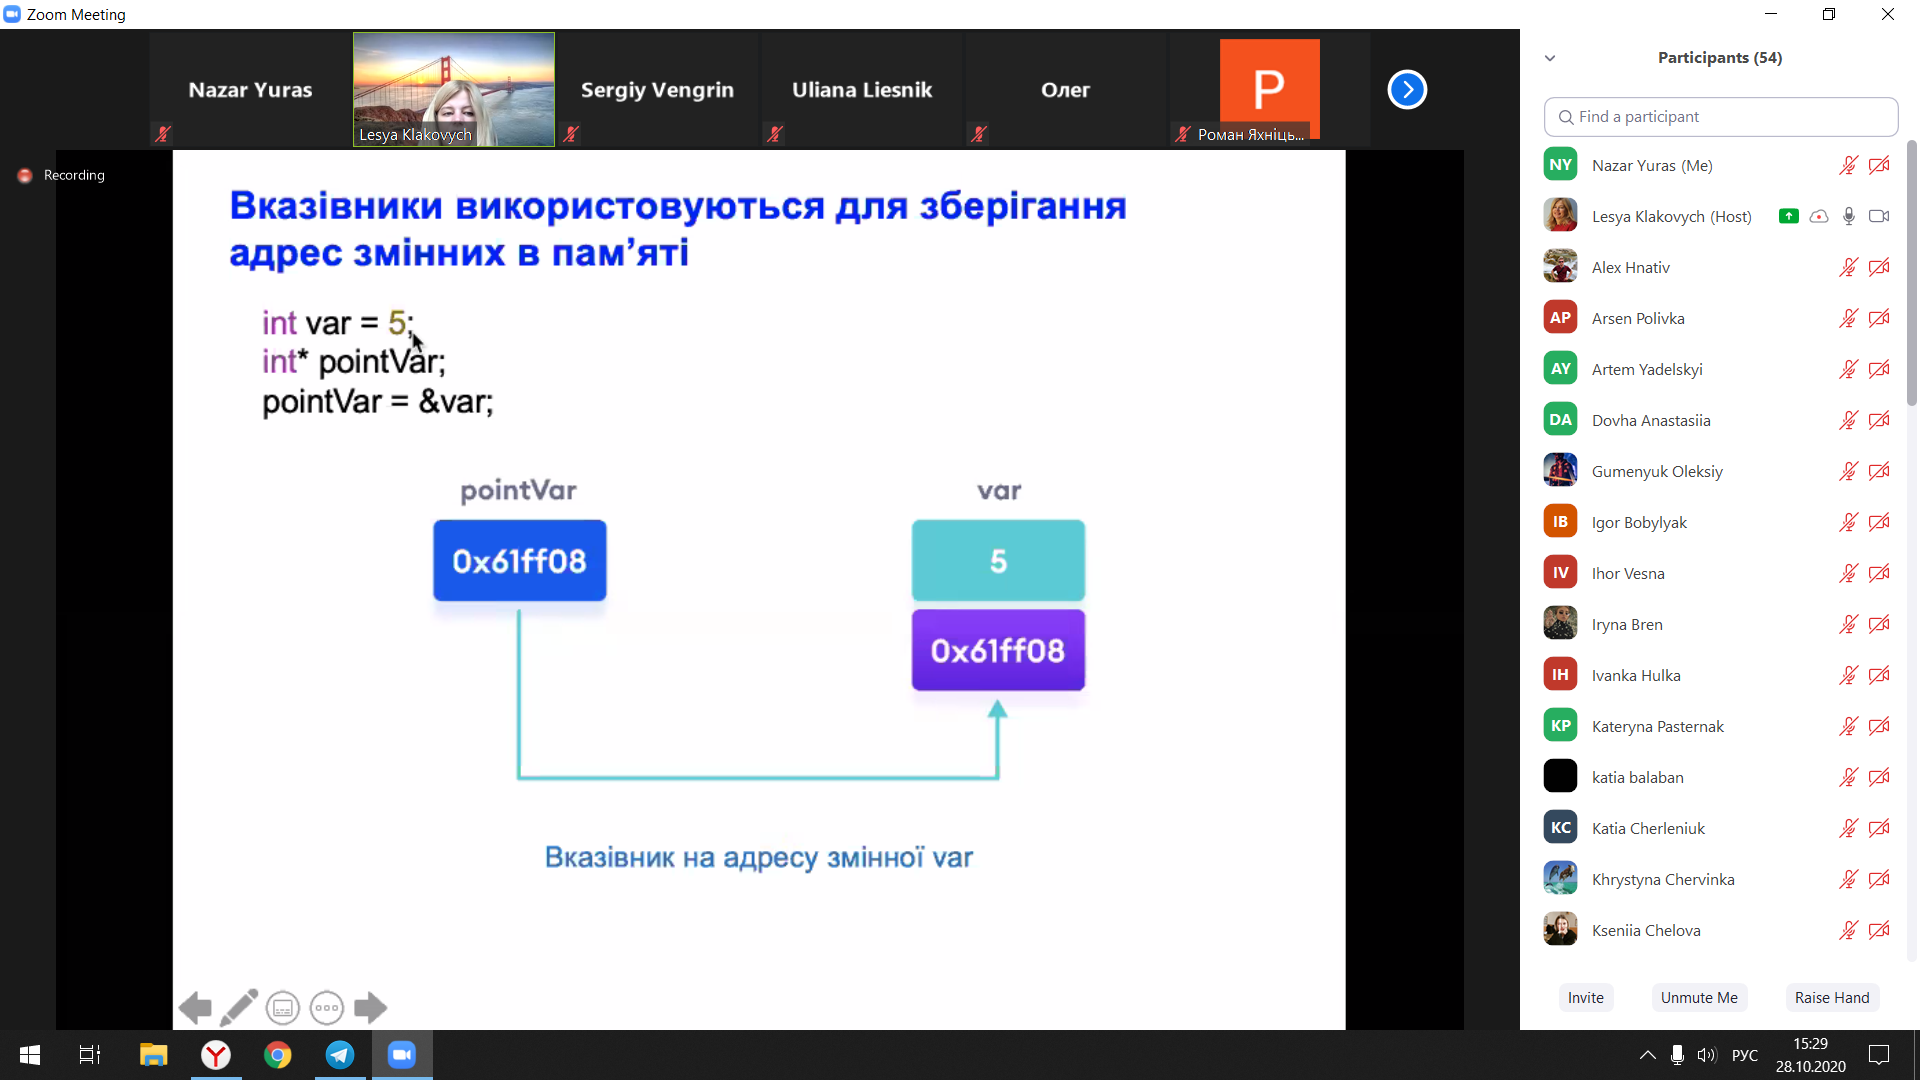 Zoom Meeting
Nazar Yuras
Lesya Klakovych
Sergiy Vengrin
Uliana Liesnik
Олег
P
Роман Яхніць...
Recording
Вказівники використовуються для зберігання
адрес змінних в пам’яті
int var = 5;
int* pointVar;
pointVar = &var;
pointVar
var
0x61ff08
5
0x61ff08
Вказівник на адресу змінної var
Participants (54)
Find a participant
NY Nazar Yuras (Me)
Lesya Klakovych (Host)
Alex Hnativ
AP Arsen Polivka
AY Artem Yadelskyi
DA Dovha Anastasiia
Gumenyuk Oleksiy
IB Igor Bobylyak
IV Ihor Vesna
Iryna Bren
IH Ivanka Hulka
KP Kateryna Pasternak
katia balaban
KC Katia Cherleniuk
Khrystyna Chervinka
Kseniia Chelova
Invite Unmute Me Raise Hand
РУС
15:29
28.10.2020